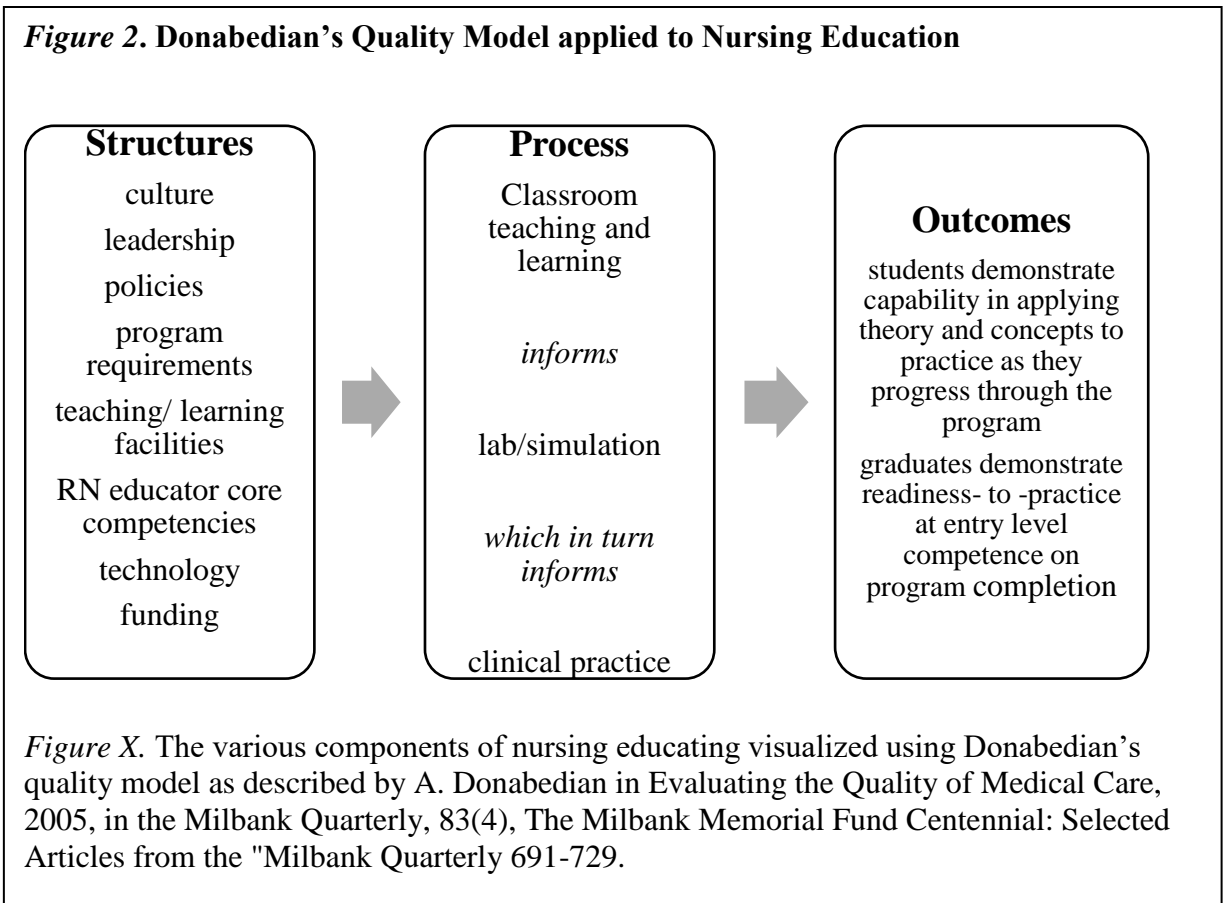 Figure 2. Donabedian’s Quality Model applied to Nursing Education
Structures
culture
leadership
policies
program
requirements
teaching/ learning
facilities
RN educator core
competencies
technology
funding
Process
Classroom
teaching and
learning
informs
lab/simulation
which in turn
informs
clinical practice
Outcomes
students demonstrate
capability in applying
theory and concepts to
practice as they
progress through the
program
graduates demonstrate
readiness- to -practice
at entry level
competence on
program completion
Figure X. The various components of nursing educating visualized using Donabedian’s
quality model as described by A. Donabedian in Evaluating the Quality of Medical Care,
2005, in the Milbank Quarterly, 83(4), The Milbank Memorial Fund Centennial: Selected
Articles from the "Milbank Quarterly 691-729.